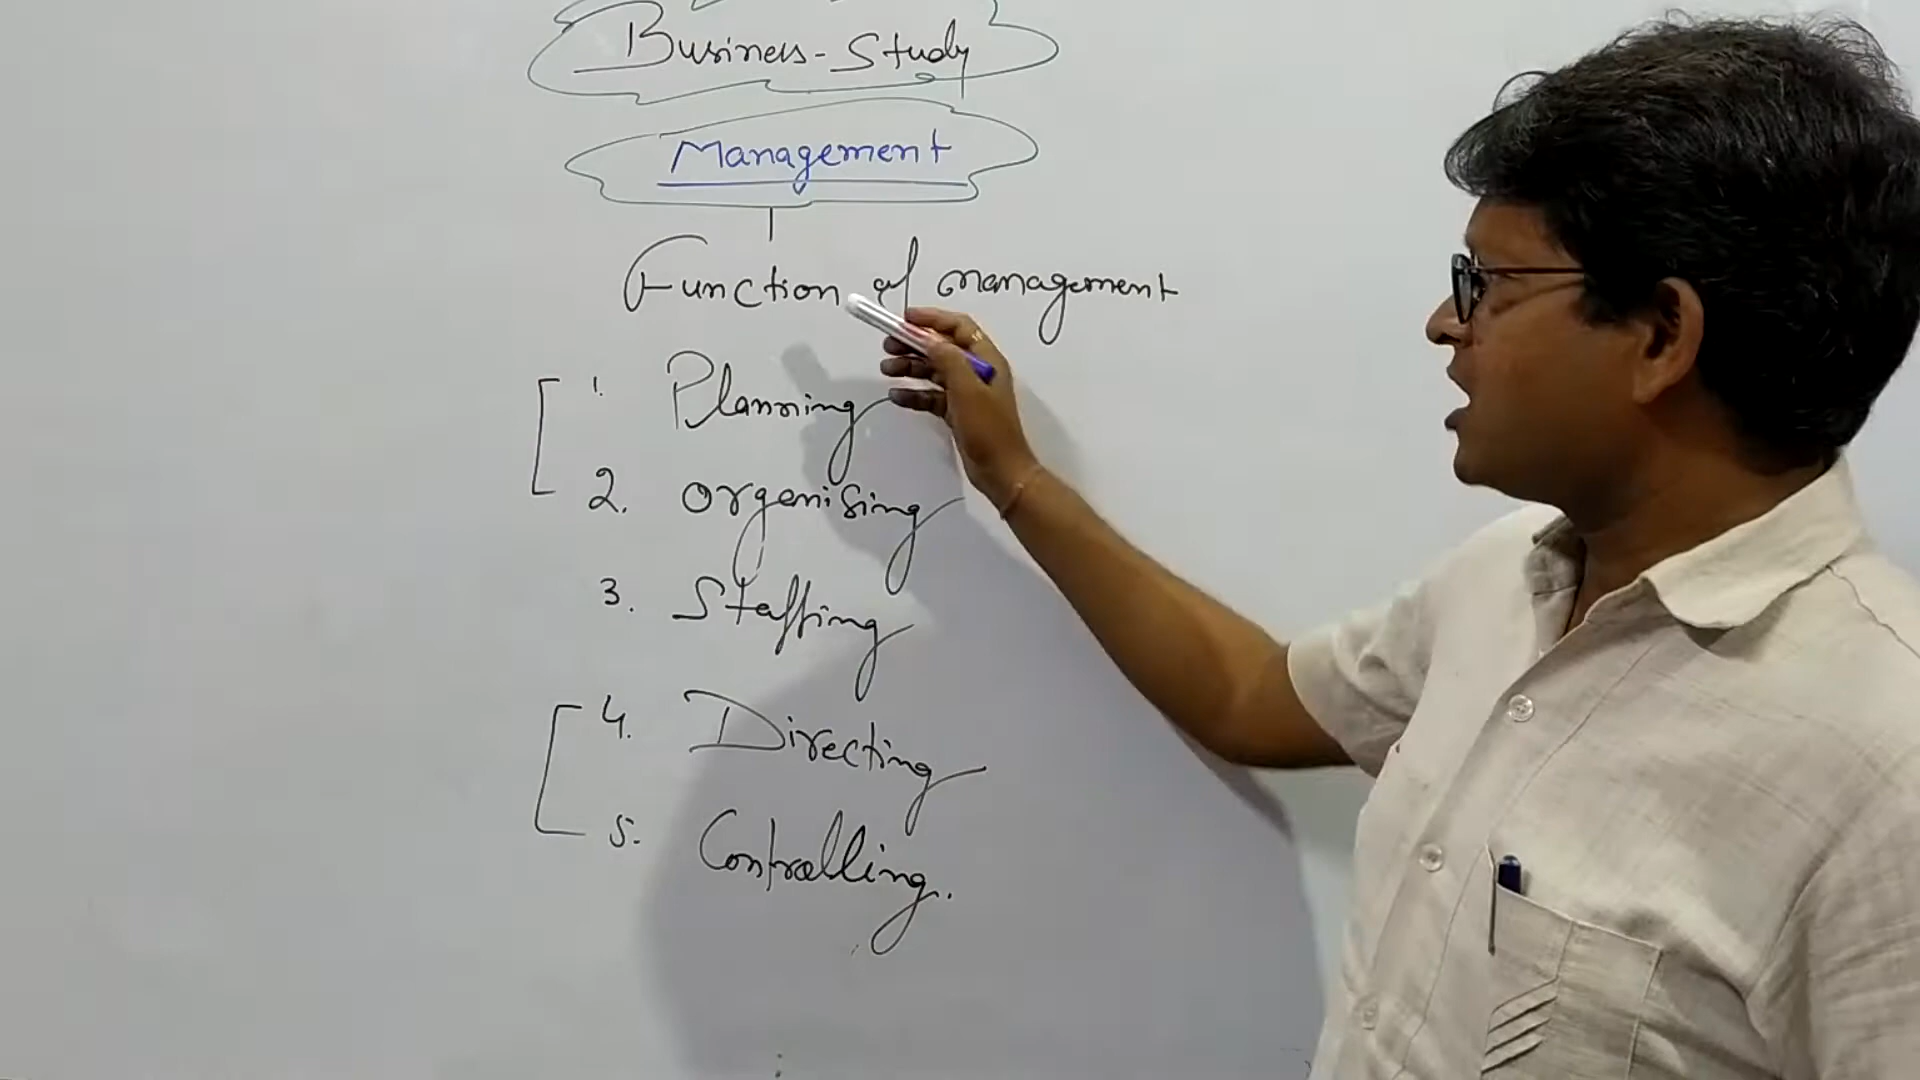 Business-Study
Management
Function of management
1. Planning
2. Organising
3. Staffing
4. Directing
5. Controlling.